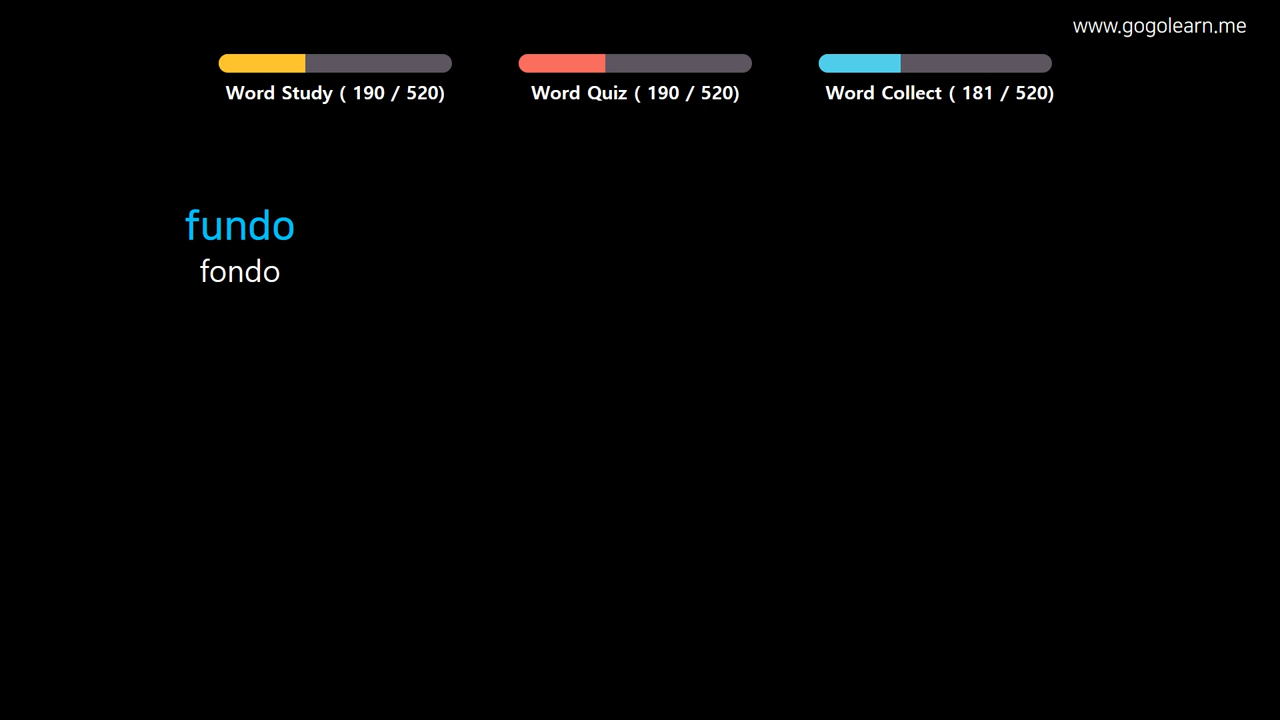 www.gogolearn.me
Word Study ( 190 / 520)
Word Quiz ( 190 / 520)
Word Collect ( 181 / 520)
fundo
fondo